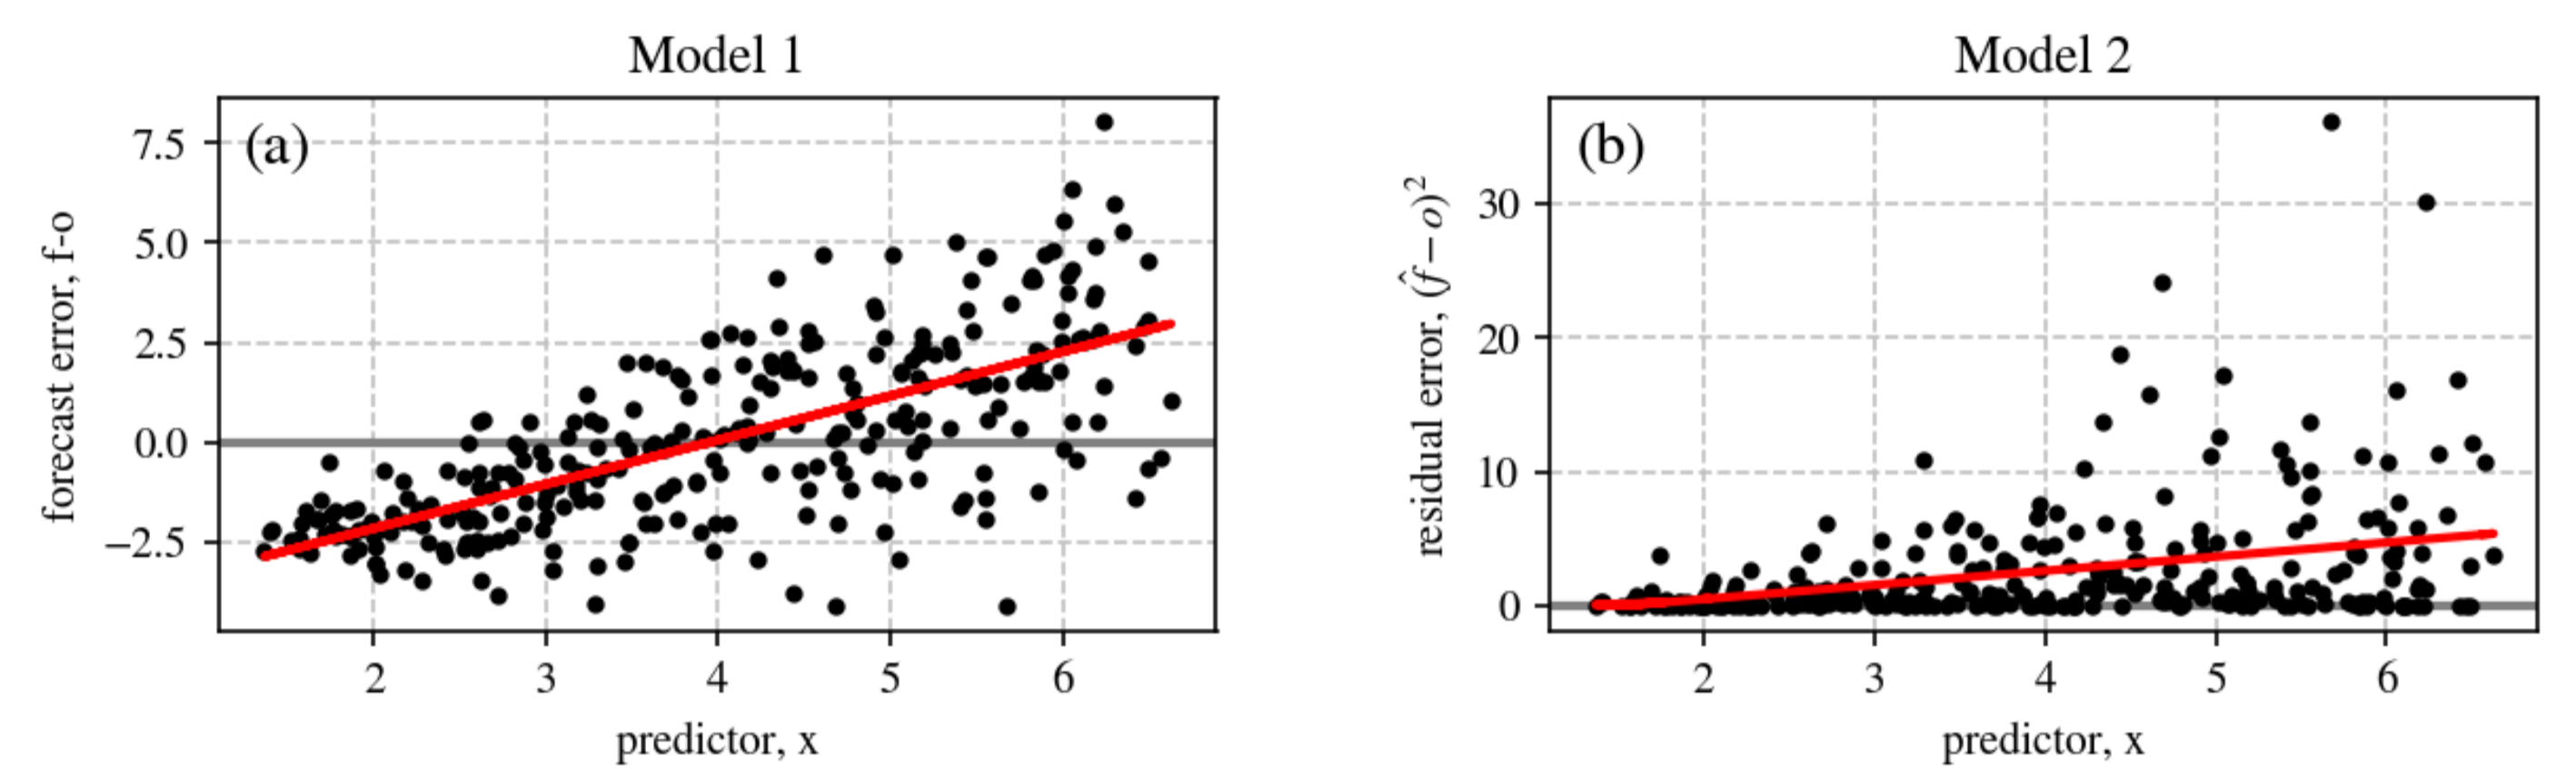 Model 1
(a)
7.5
5.0
2.5
0.0
−2.5
forecast error, f-o
2 3 4 5 6
predictor, x
Model 2
(b)
30
20
10
0
residual error, (f̂ − o)²
2 3 4 5 6
predictor, x